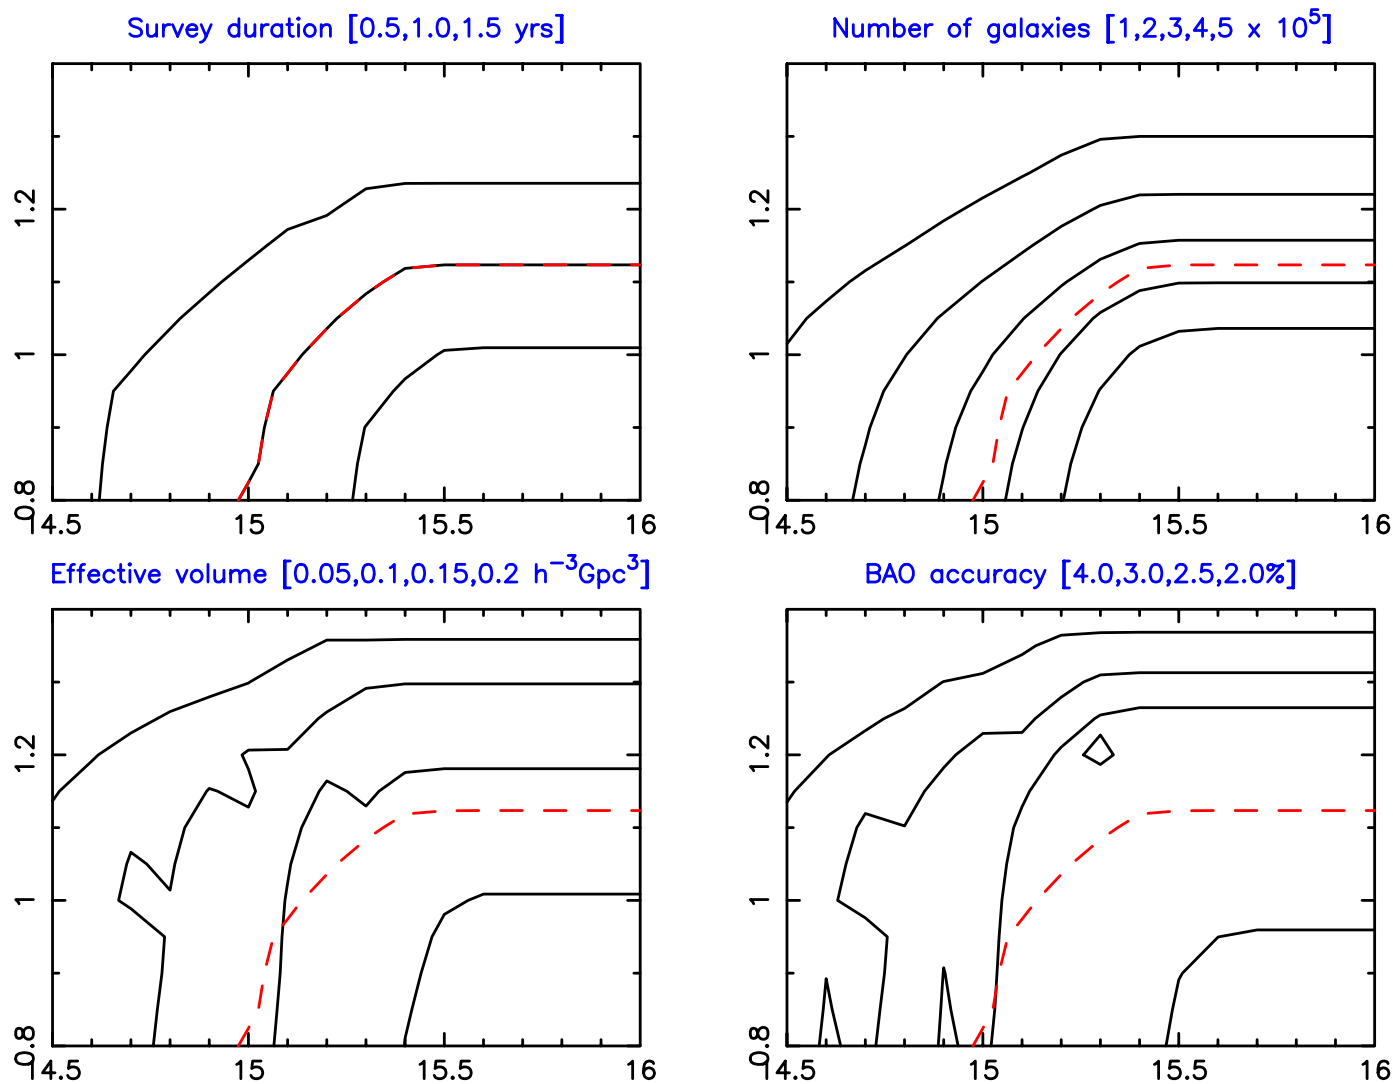 Survey duration [0.5,1.0,1.5 yrs]
Number of galaxies [1,2,3,4,5 x 10⁵]
1.2
1
0.8
14.5 15 15.5 16
1.2
1
0.8
14.5 15 15.5 16
Effective volume [0.05,0.1,0.15,0.2 h⁻³Gpc³]
BAO accuracy [4.0,3.0,2.5,2.0%]
1.2
1
0.8
14.5 15 15.5 16
1.2
1
0.8
14.5 15 15.5 16